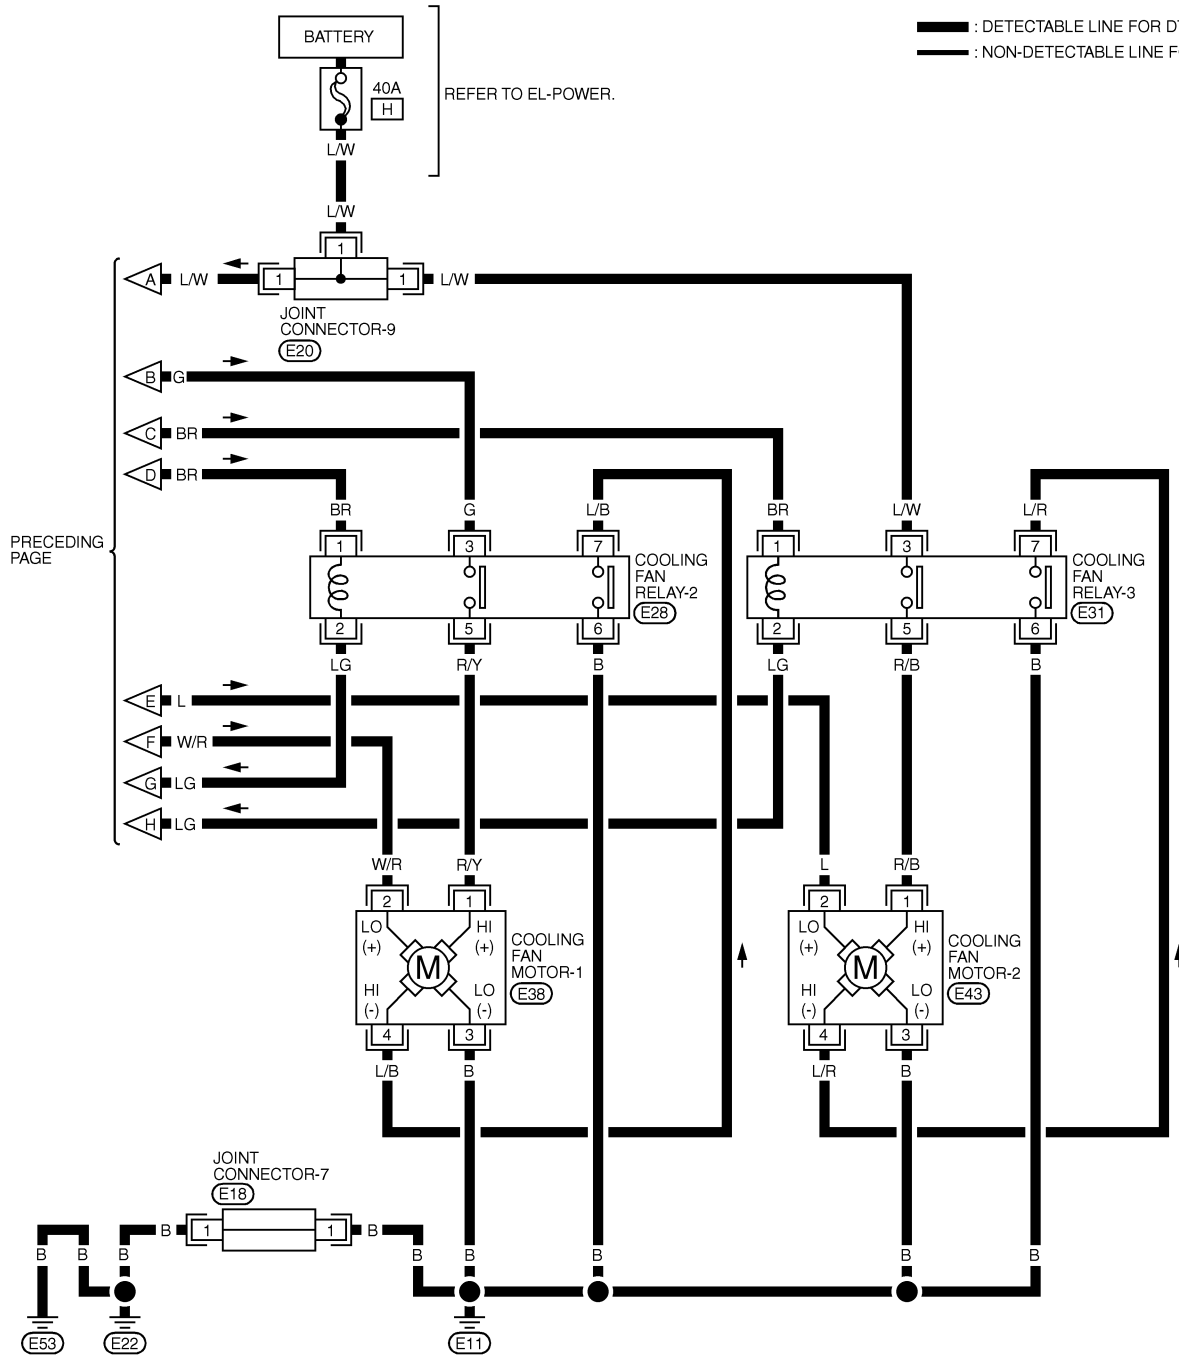 BATTERY
: DETECTABLE LINE FOR
: NON-DETECTABLE LINE
40A
H
REFER TO EL-POWER.
L/W
L/W
1
A L/W 1 1 L/W
JOINT
CONNECTOR-9
E20
B G
C BR
D BR
BR G L/B BR L/W L/R
1 3 7 1 3 7
PRECEDING
PAGE
COOLING
FAN
RELAY-2
E28
COOLING
FAN
RELAY-3
E31
2 5 6 2 5 6
LG R/Y B LG R/B B
E L
F W/R
G LG
H LG
W/R R/Y L R/B
2 1 2 1
LO HI LO HI
(+) (+) (+) (+)
M M
HI LO HI LO
(-) (-) (-) (-)
COOLING
FAN
MOTOR-1
E38
COOLING
FAN
MOTOR-2
E43
4 3 4 3
L/B B L/R B
JOINT
CONNECTOR-7
E18
B 1 1 B
B B B B B B B B
E53 E22 E11